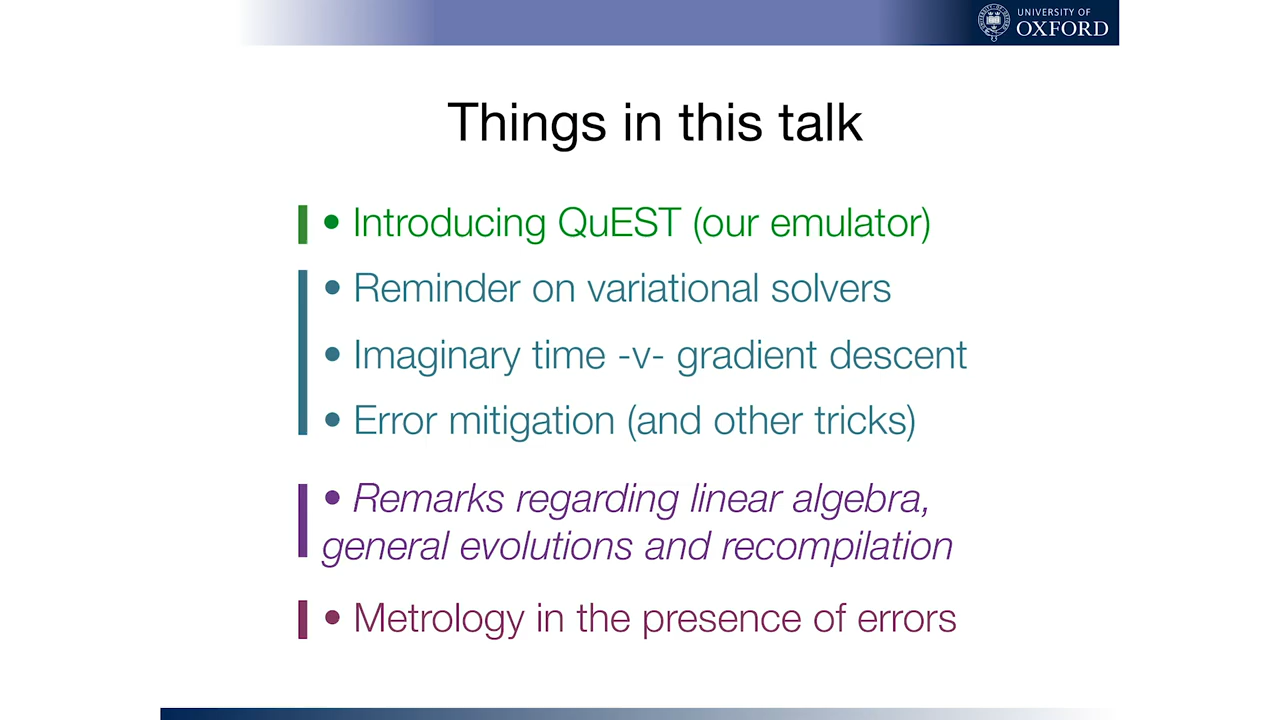 UNIVERSITY OF
OXFORD
Things in this talk
• Introducing QuEST (our emulator)
• Reminder on variational solvers
• Imaginary time -v- gradient descent
• Error mitigation (and other tricks)
• Remarks regarding linear algebra,
general evolutions and recompilation
• Metrology in the presence of errors